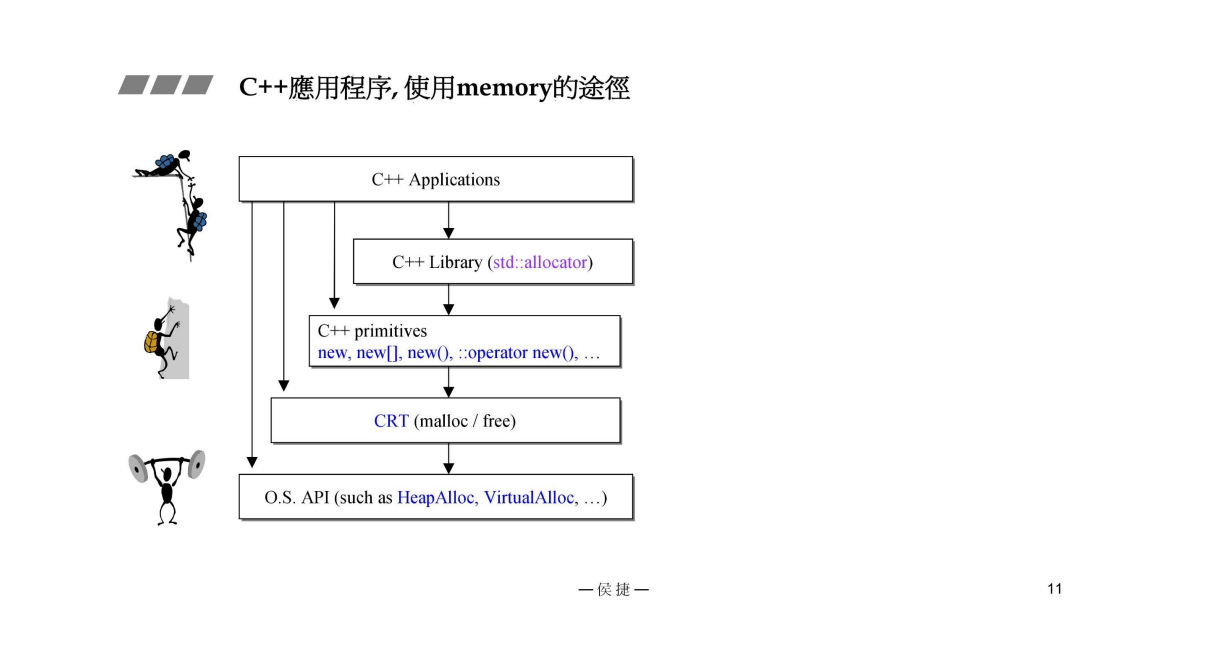 C++應用程序, 使用memory的途徑
C++ Applications
C++ Library (std::allocator)
C++ primitives
new, new[], new(), ::operator new(), …
CRT (malloc / free)
O.S. API (such as HeapAlloc, VirtualAlloc, …)
— 侯捷 —
11